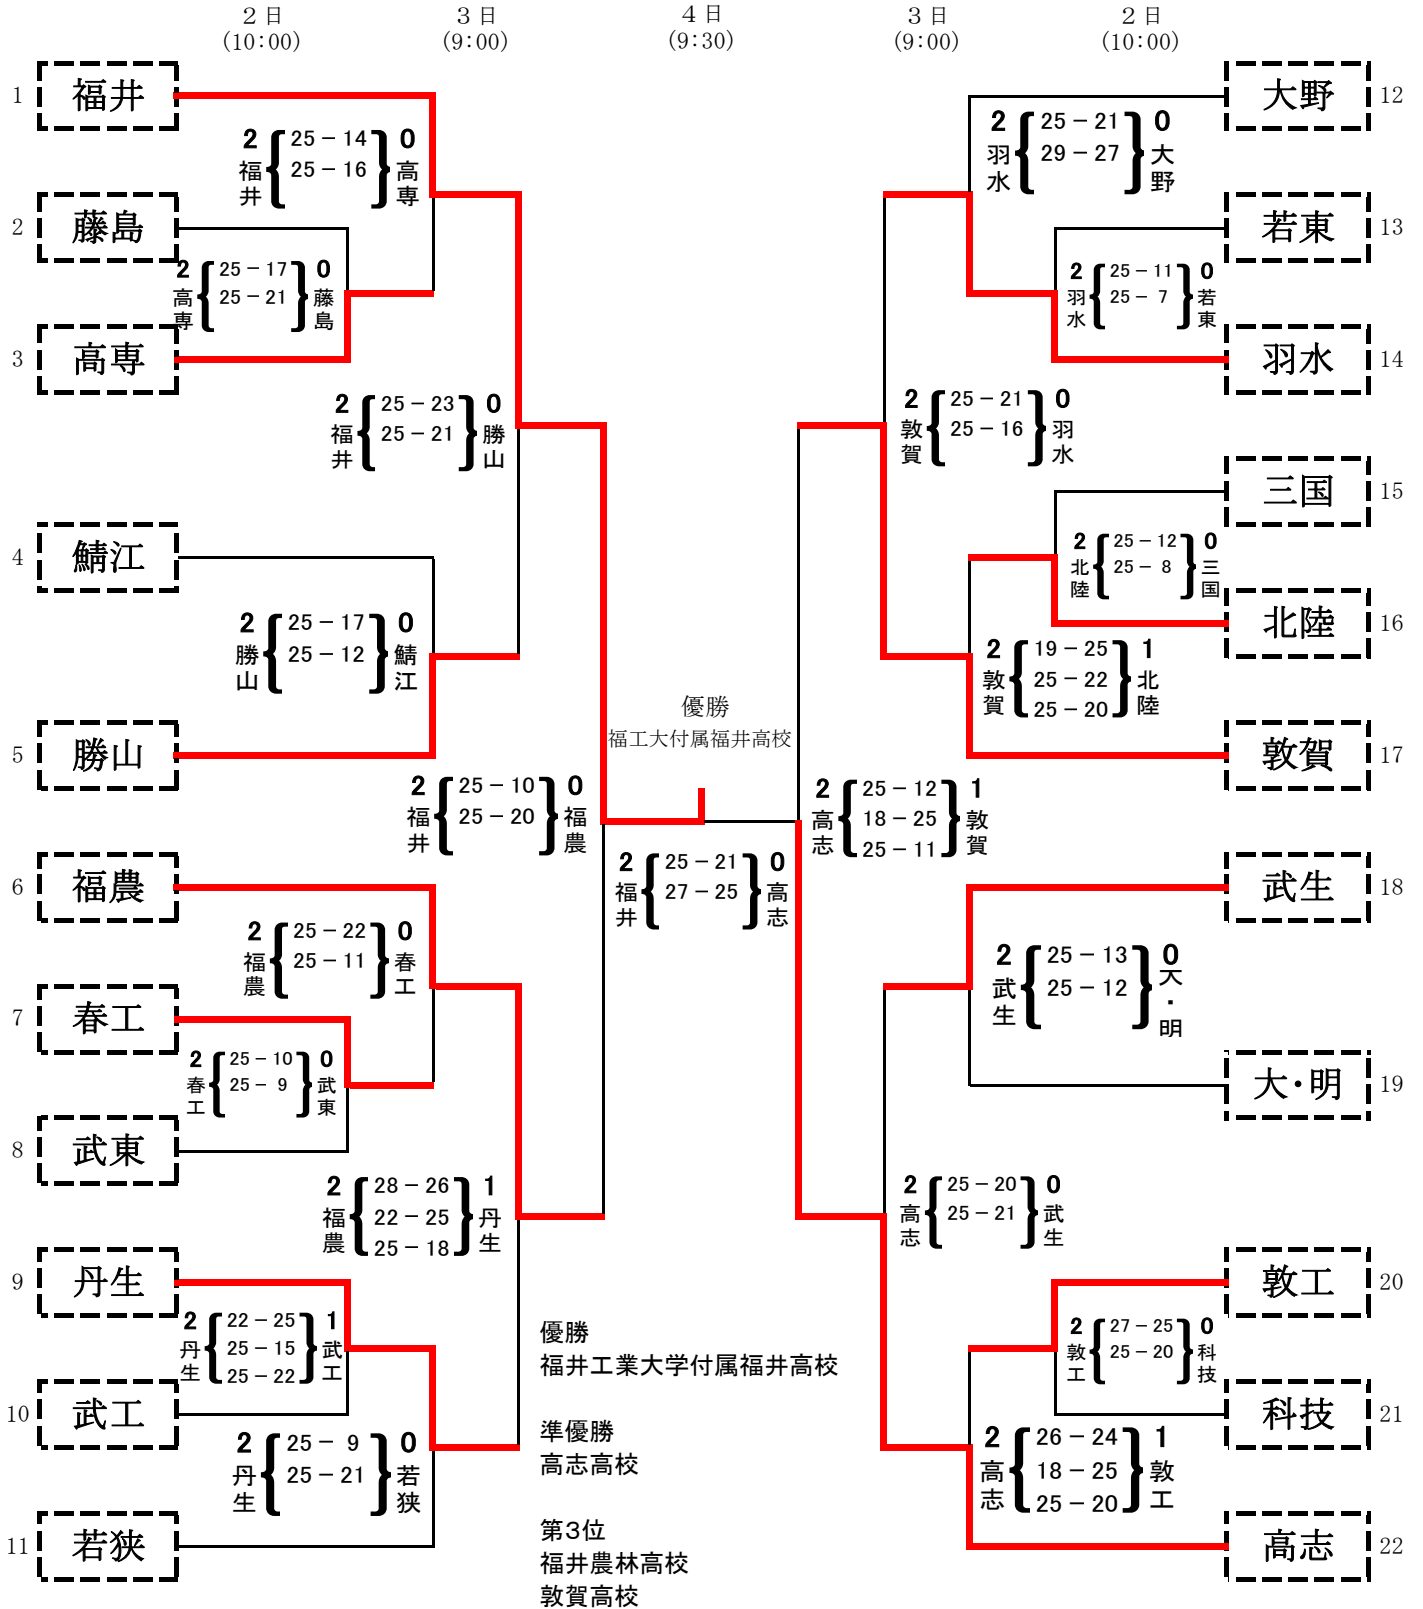 ２日 ３日 ４日 ３日 ２日
(10:00) (9:00) (9:30) (9:00) (10:00)
1 福井
2 藤島
3 高専
4 鯖江
5 勝山
6 福農
7 春工
8 武東
9 丹生
10 武工
11 若狭
2 福井 { 25－14 25－16 } 0 高専
2 高専 { 25－17 25－21 } 0 藤島
2 福井 { 25－23 25－21 } 0 勝山
2 勝山 { 25－17 25－12 } 0 鯖江
2 福井 { 25－10 25－20 } 0 福農
2 福農 { 25－22 25－11 } 0 春工
2 春工 { 25－10 25－ 9 } 0 武東
2 福農 { 28－26 22－25 25－18 } 1 丹生
2 丹生 { 22－25 25－15 25－22 } 1 武工
2 丹生 { 25－ 9 25－21 } 0 若狭
優勝
福工大付属福井高校
2 福井 { 25－21 27－25 } 0 高志
大野 12
若東 13
羽水 14
三国 15
北陸 16
敦賀 17
武生 18
大・明 19
敦工 20
科技 21
高志 22
2 羽水 { 25－21 29－27 } 0 大野
2 羽水 { 25－11 25－ 7 } 0 若東
2 敦賀 { 25－21 25－16 } 0 羽水
2 北陸 { 25－12 25－ 8 } 0 三国
2 敦賀 { 19－25 25－22 25－20 } 1 北陸
2 高志 { 25－12 18－25 25－11 } 1 敦賀
2 武生 { 25－13 25－12 } 0 大・明
2 高志 { 25－20 25－21 } 0 武生
2 敦工 { 27－25 25－20 } 0 科技
2 高志 { 26－24 18－25 25－20 } 1 敦工
優勝
福井工業大学付属福井高校
準優勝
高志高校
第３位
福井農林高校
敦賀高校